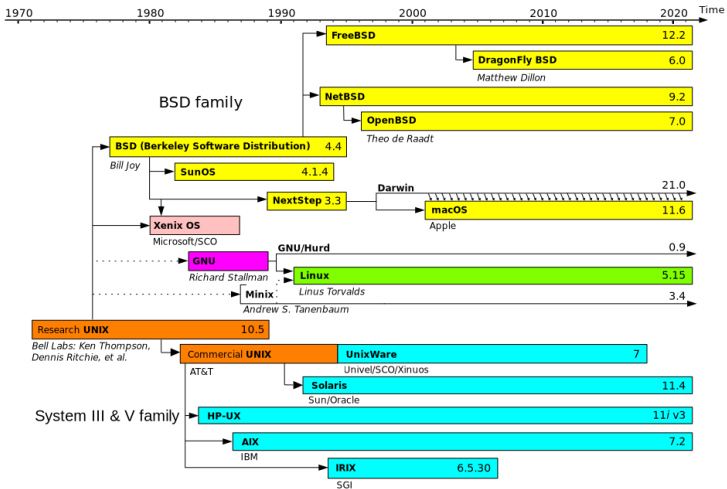 1970 1980 1990 2000 2010 2020 Time
FreeBSD 12.2
DragonFly BSD 6.0
Matthew Dillon
BSD family
NetBSD 9.2
OpenBSD 7.0
Theo de Raadt
BSD (Berkeley Software Distribution) 4.4
Bill Joy
SunOS 4.1.4
Darwin 21.0
NextStep 3.3
macOS 11.6
Apple
Xenix OS
Microsoft/SCO
GNU/Hurd 0.9
GNU
Richard Stallman
Linux 5.15
Linus Torvalds
Minix 3.4
Andrew S. Tanenbaum
Research UNIX 10.5
Bell Labs: Ken Thompson,
Dennis Ritchie, et al.
Commercial UNIX UnixWare 7
AT&T
Univel/SCO/Xinuos
Solaris 11.4
Sun/Oracle
System III & V family
HP-UX 11i v3
AIX 7.2
IBM
IRIX 6.5.30
SGI